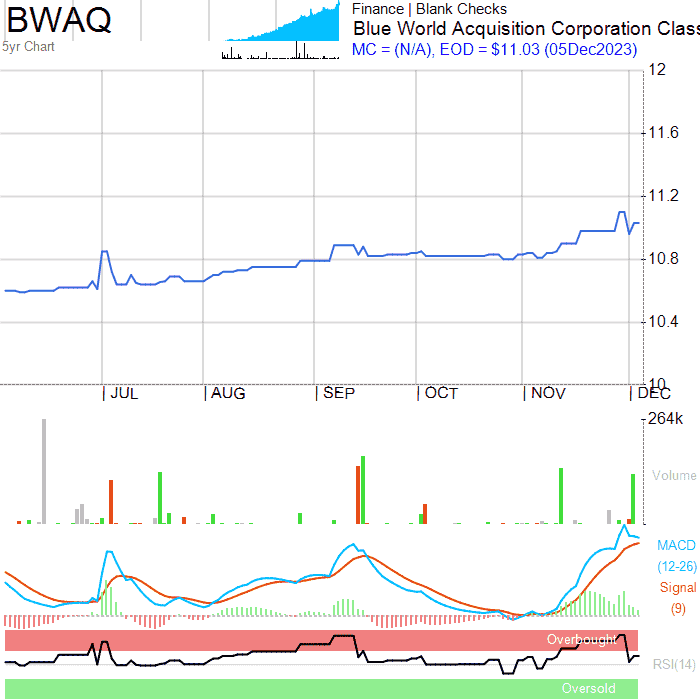 BWAQ
5yr Chart
Finance | Blank Checks
Blue World Acquisition Corporation Class
MC = (N/A), EOD = $11.03 (05Dec2023)
12
11.6
11.2
10.8
10.4
10
JUL AUG SEP OCT NOV DEC
264k
Volume
MACD
(12-26)
Signal
(9)
Overbought
RSI(14)
Oversold